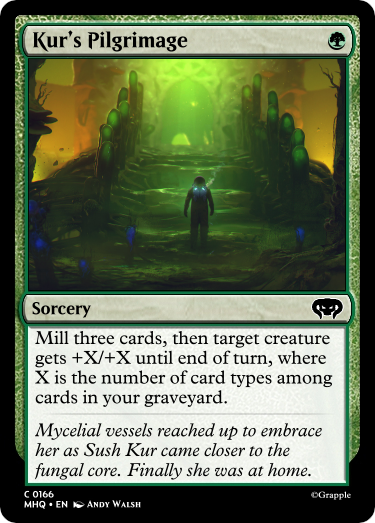 Kur's Pilgrimage
Sorcery
Mill three cards, then target creature
gets +X/+X until end of turn, where
X is the number of card types among
cards in your graveyard.
Mycelial vessels reached up to embrace
her as Sush Kur came closer to the
fungal core. Finally she was at home.
C 0166
MHQ • EN Andy Walsh
©Grapple